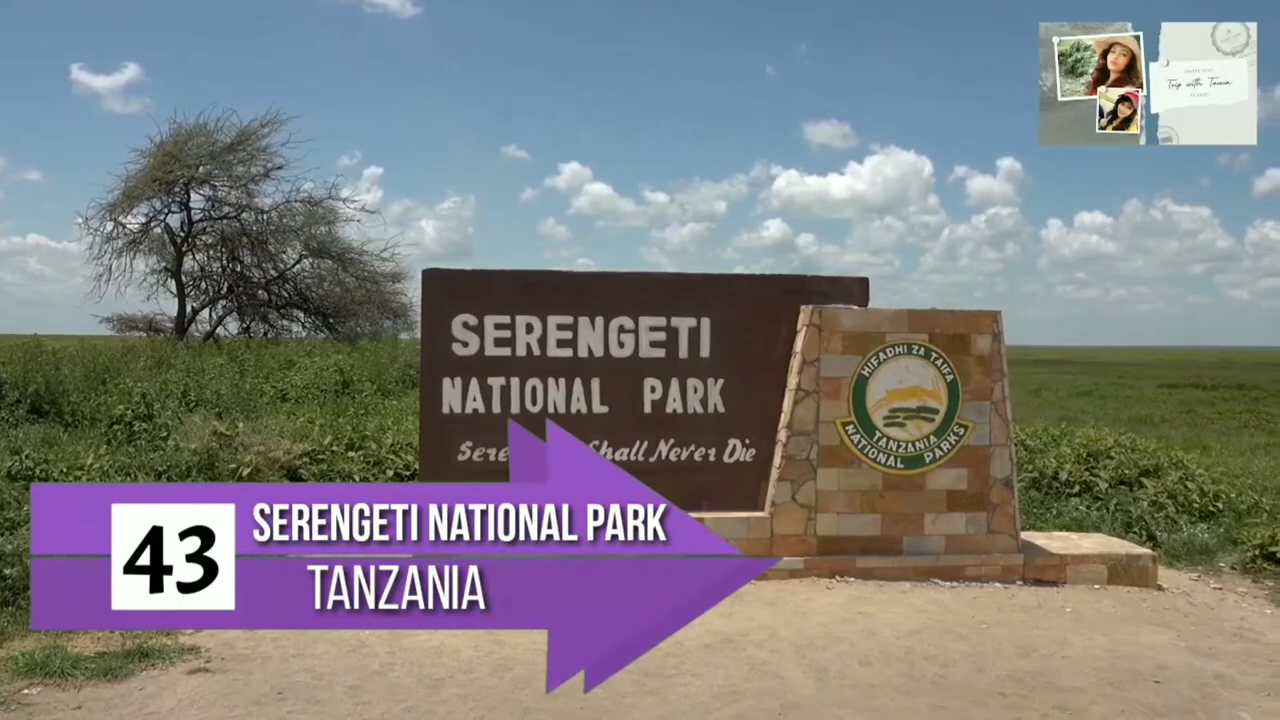 Trip with Tania
SERENGETI
NATIONAL PARK
Shall Never Die
HIFADHI ZA TAIFA
TANZANIA
NATIONAL PARKS
43
SERENGETI NATIONAL PARK
TANZANIA